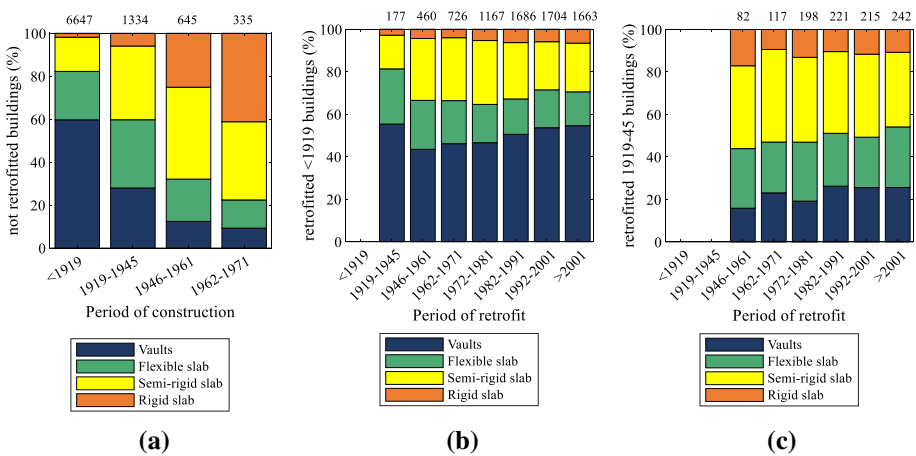 6647 1334 645 335
not retrofitted buildings (%)
100
80
60
40
20
0
<1919 1919-1945 1946-1961 1962-1971
Period of construction
Vaults
Flexible slab
Semi-rigid slab
Rigid slab
(a)
177 460 726 1167 1686 1704 1663
retrofitted <1919 buildings (%)
100
80
60
40
20
0
<1919 1919-1945 1946-1961 1962-1971 1972-1981 1982-1991 1992-2001 >2001
Period of retrofit
Vaults
Flexible slab
Semi-rigid slab
Rigid slab
(b)
82 117 198 221 215 242
retrofitted 1919-45 buildings (%)
100
80
60
40
20
0
<1919 1919-1945 1946-1961 1962-1971 1972-1981 1982-1991 1992-2001 >2001
Period of retrofit
Vaults
Flexible slab
Semi-rigid slab
Rigid slab
(c)